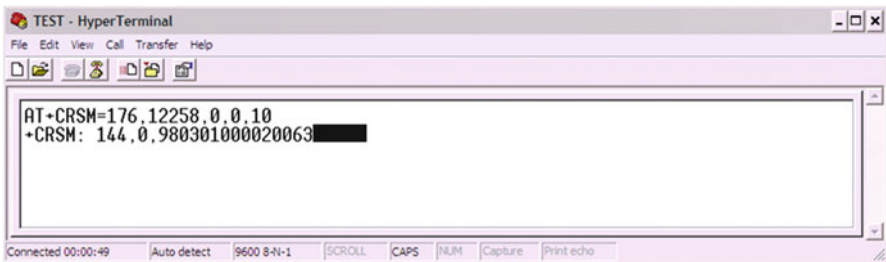 TEST - HyperTerminal
File Edit View Call Transfer Help
AT+CRSM=176,12258,0,0,10
+CRSM: 144,0,980301000020063
Connected 00:00:49 Auto detect 9600 8-N-1 SCROLL CAPS NUM Capture Print echo